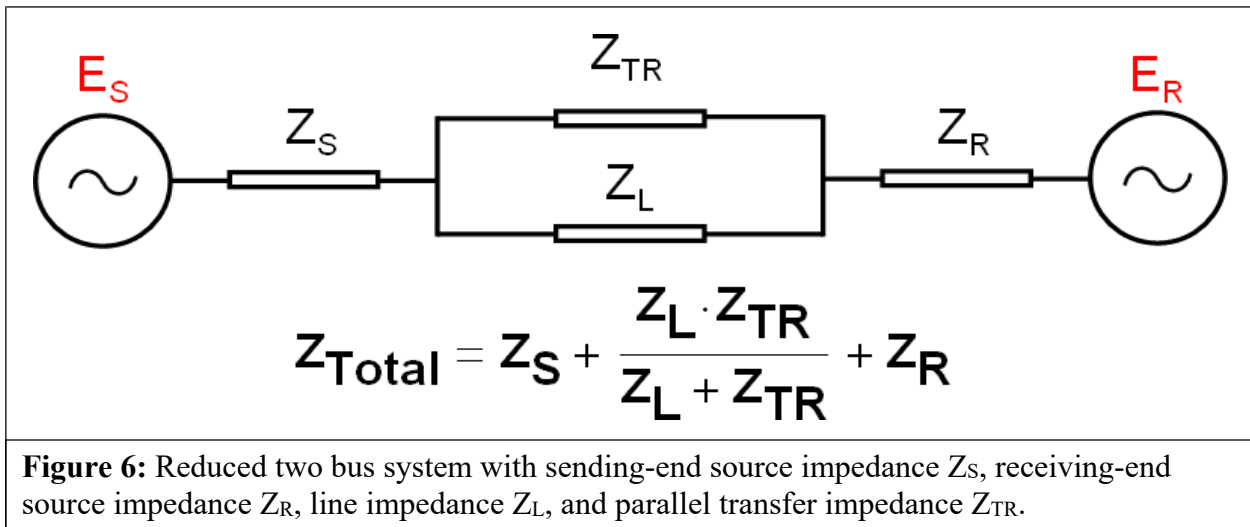 Z_TR
E_S
E_R
Z_S
Z_R
Z_L
Z_Total = Z_S + \frac{Z_L · Z_TR}{Z_L + Z_TR} + Z_R
Figure 6: Reduced two bus system with sending-end source impedance Z_S, receiving-end
source impedance Z_R, line impedance Z_L, and parallel transfer impedance Z_TR.